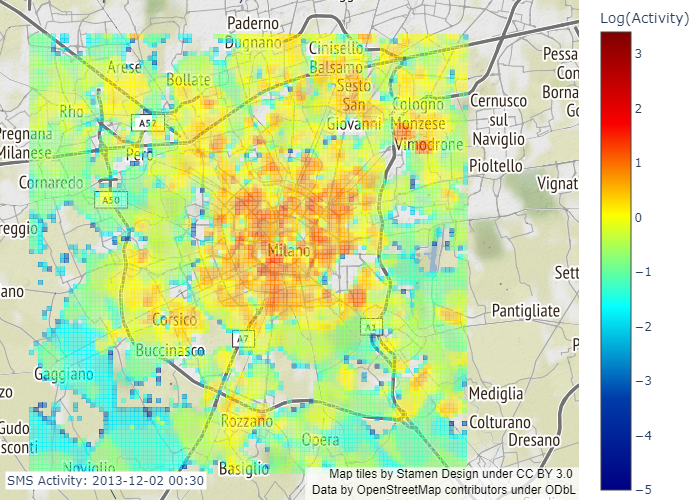 Log(Activity)
3
2
1
0
−1
−2
−3
−4
−5
Paderno
Dugnano
Cinisello
Balsamo
Arese
Bollate
Sesto
San
Giovanni
Rho
A52
Cologno
Monzese
Cernusco
sul
Naviglio
Pessa
Con
Borna
Go
Pregnana
Milanese
Pero
Vimodrone
Pioltello
Cornaredo
A50
Vignat
reggio
Milano
Sett
ano
Pantigliate
Corsico
A1
A7
Buccinasco
P
Gaggiano
Mediglia
zo
Rozzano
Colturano
Gudo
sconti
Opera
Dresano
Noviglio
Basiglio
SMS Activity: 2013-12-02 00:30
Map tiles by Stamen Design under CC BY 3.0
Data by OpenStreetMap contributors under ODbL